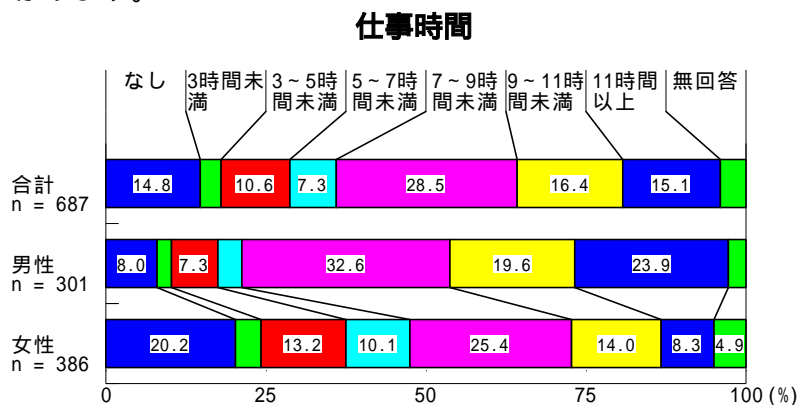 仕事時間
なし
3時間未
満
3～5時
間未満
5～7時
間未満
7～9時
間未満
9～11時
間未満
11時間
以上
無回答
合計
n = 687
14.8
10.6
7.3
28.5
16.4
15.1
男性
n = 301
8.0
7.3
32.6
19.6
23.9
女性
n = 386
20.2
13.2
10.1
25.4
14.0
8.3
4.9
0
25
50
75
100 (%)